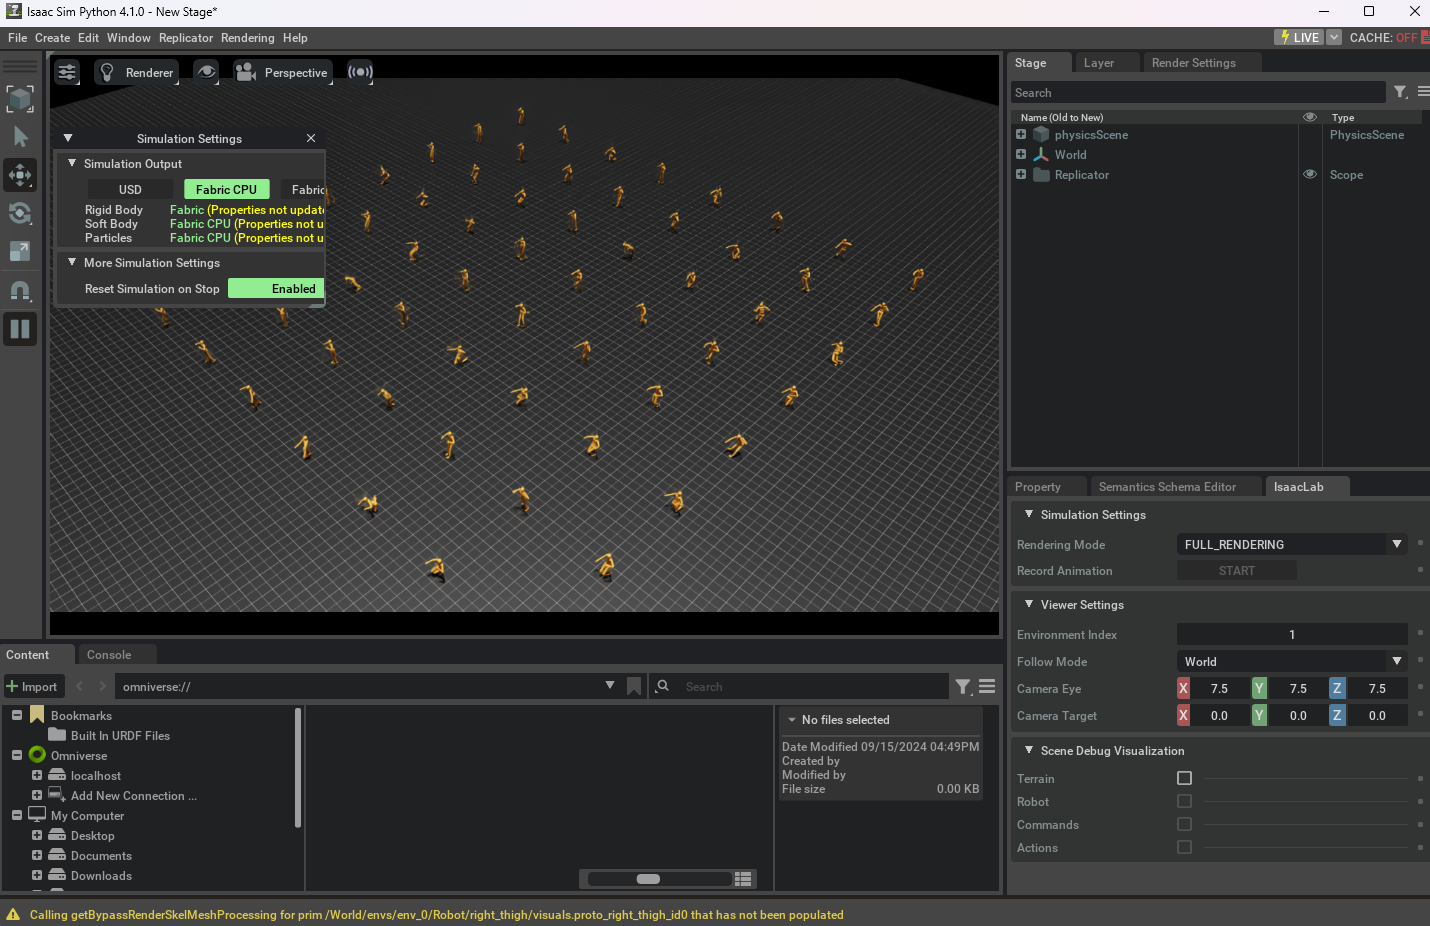 Isaac Sim Python 4.1.0 - New Stage*
File Create Edit Window Replicator Rendering Help
LIVE
CACHE: OFF
Renderer
Perspective
Simulation Settings
Simulation Output
USD
Fabric CPU
Fabric
Rigid Body Fabric (Properties not update
Soft Body Fabric CPU (Properties not u
Particles Fabric CPU (Properties not u
More Simulation Settings
Reset Simulation on Stop Enabled
Stage
Layer
Render Settings
Search
Name (Old to New) Type
physicsScene PhysicsScene
World
Replicator Scope
Property
Semantics Schema Editor
IsaacLab
Simulation Settings
Rendering Mode FULL_RENDERING
Record Animation START
Viewer Settings
Environment Index 1
Follow Mode World
Camera Eye X 7.5 Y 7.5 Z 7.5
Camera Target X 0.0 Y 0.0 Z 0.0
Scene Debug Visualization
Terrain
Robot
Commands
Actions
Content
Console
Import
omniverse://
Search
Bookmarks
Built In URDF Files
Omniverse
localhost
Add New Connection ...
My Computer
Desktop
Documents
Downloads
No files selected
Date Modified 09/15/2024 04:49PM
Created by
Modified by
File size 0.00 KB
Calling getBypassRenderSkelMeshProcessing for prim /World/envs/env_0/Robot/right_thigh/visuals.proto_right_thigh_id0 that has not been populated